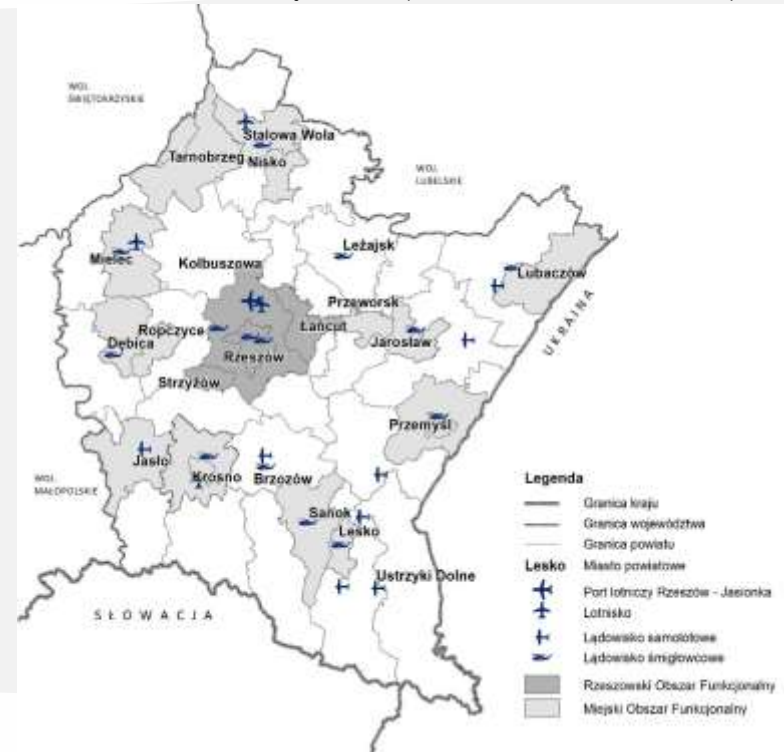 WOJ.
ŚWIĘTOKRZYSKIE
Stalowa Wola
Tarnobrzeg
Nisko
WOJ.
LUBELSKIE
Leżajsk
Mielec
Kolbuszowa
Lubaczów
Przeworsk
Łańcut
Ropczyce
Dębica
Jarosław
Rzeszów
UKRAINA
Strzyżów
Przemyśl
Jasło
Krosno
Brzozów
WOJ.
MAŁOPOLSKIE
Sanok
Lesko
Ustrzyki Dolne
SŁOWACJA
Legenda
Granica kraju
Granica województwa
Granica powiatu
Lesko Miasto powiatowe
Port lotniczy Rzeszów - Jasionka
Lotnisko
Lądowisko samolotowe
Lądowisko śmigłowcowe
Rzeszowski Obszar Funkcjonalny
Miejski Obszar Funkcjonalny